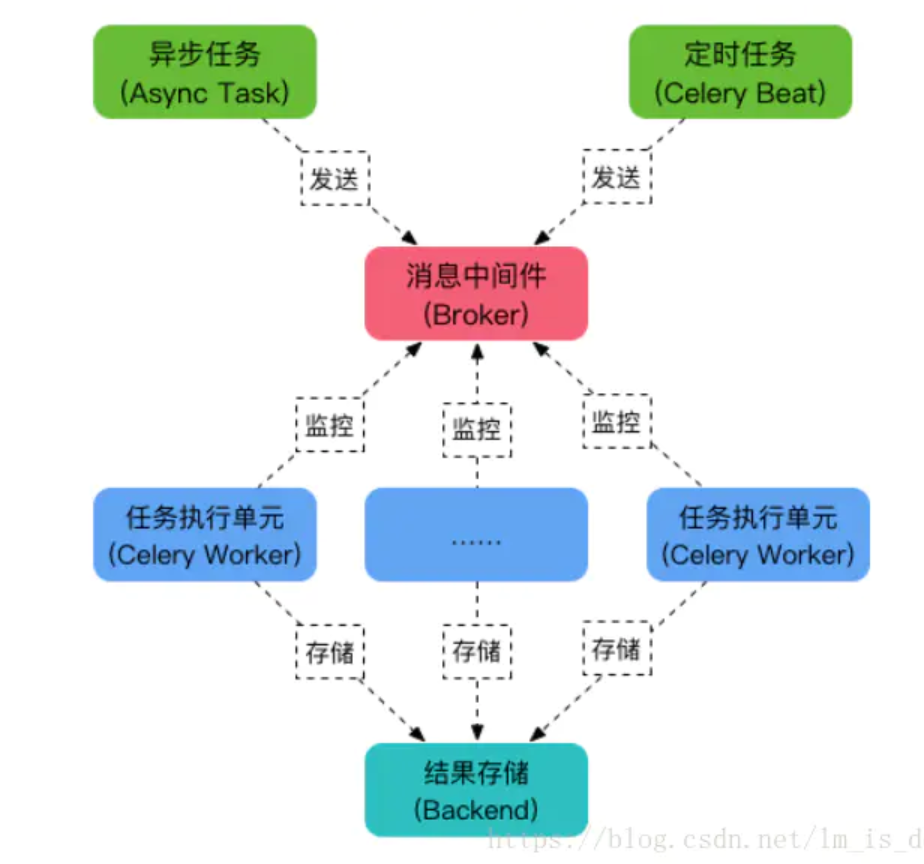 异步任务
(Async Task)
定时任务
(Celery Beat)
发送
发送
消息中间件
(Broker)
监控
监控
监控
任务执行单元
(Celery Worker)
......
任务执行单元
(Celery Worker)
存储
存储
存储
结果存储
(Backend)
https://blog.csdn.net/lm_is_d